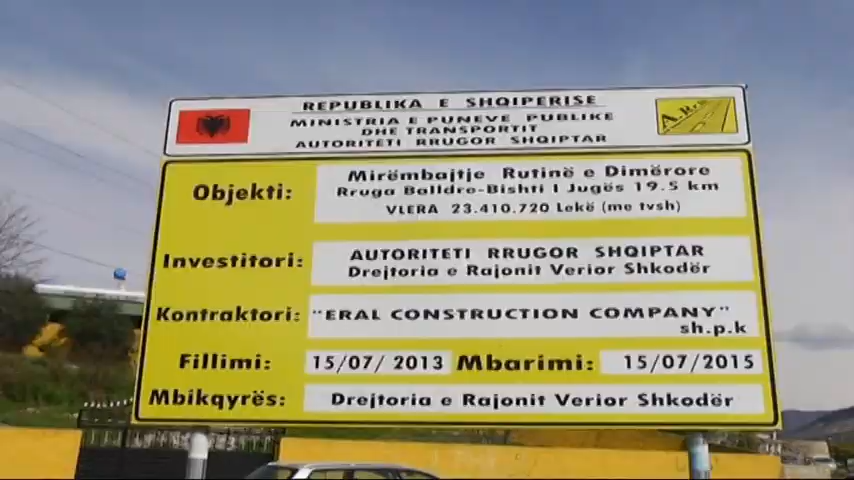 REPUBLIKA E SHQIPERISE
MINISTRIA E PUNEVE PUBLIKE
DHE TRANSPORTIT
AUTORITETI RRUGOR SHQIPTAR
A.Rr.
Objekti:
Mirëmbajtje Rutinë e Dimërore
Rruga Balldre-Bishti I Jugës 19.5 km
VLERA 23.410.720 Lekë (me tvsh)
Investitori:
AUTORITETI RRUGOR SHQIPTAR
Drejtoria e Rajonit Verior Shkodër
Kontraktori:
"ERAL CONSTRUCTION COMPANY"
sh.p.k
Fillimi: 15/07/ 2013 Mbarimi: 15/07/2015
Mbikqyrës: Drejtoria e Rajonit Verior Shkodër